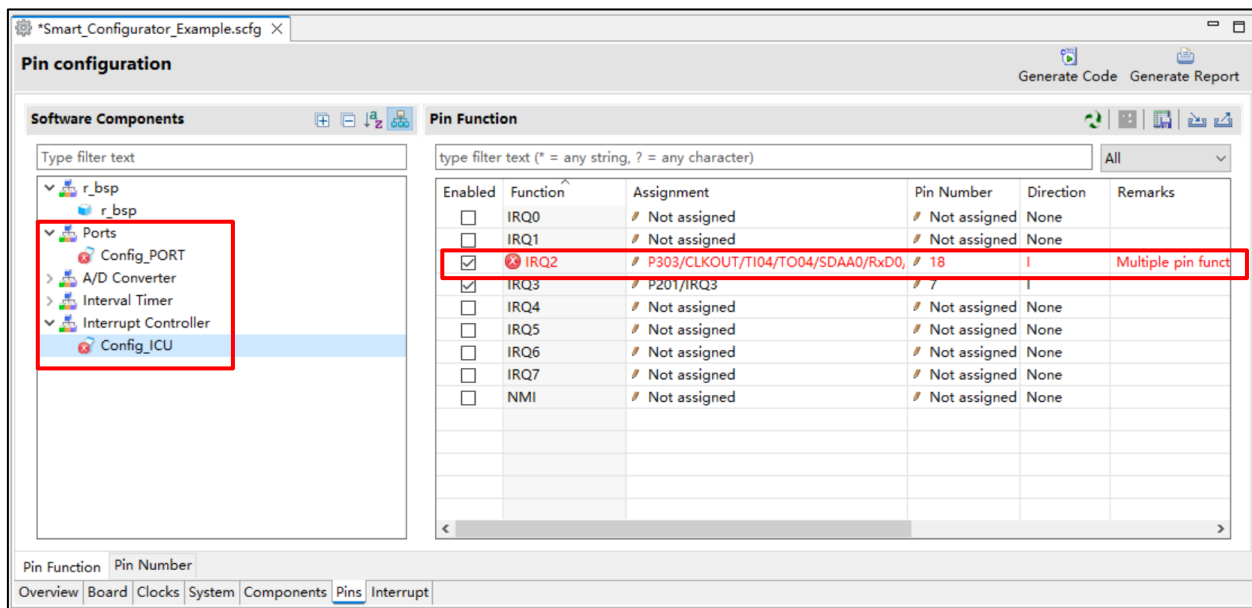 *Smart_Configurator_Example.scfg
Pin configuration
Generate Code Generate Report
Software Components
Type filter text
r_bsp
r_bsp
Ports
Config_PORT
A/D Converter
Interval Timer
Interrupt Controller
Config_ICU
Pin Function
type filter text (* = any string, ? = any character) All
Enabled Function Assignment Pin Number Direction Remarks
IRQ0 Not assigned Not assigned None
IRQ1 Not assigned Not assigned None
IRQ2 P303/CLKOUT/TI04/TO04/SDAA0/RxD0, 18 I Multiple pin funct
IRQ3 P201/IRQ3 7 I
IRQ4 Not assigned Not assigned None
IRQ5 Not assigned Not assigned None
IRQ6 Not assigned Not assigned None
IRQ7 Not assigned Not assigned None
NMI Not assigned Not assigned None
Pin Function Pin Number
Overview Board Clocks System Components Pins Interrupt